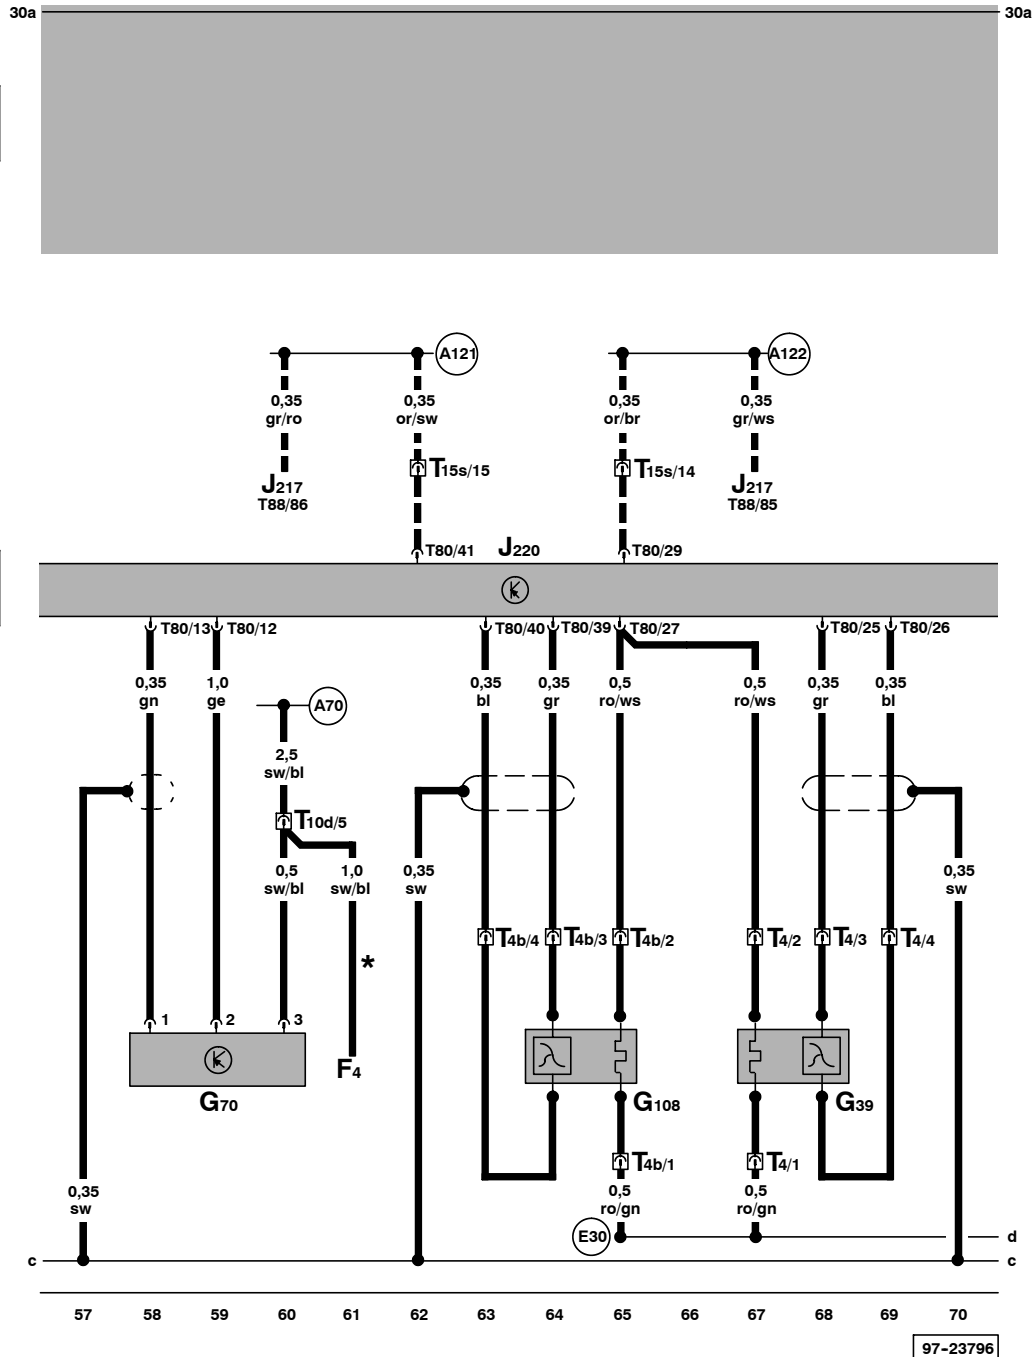 30a 30a
A121 A122
0,35 0,35 0,35 0,35
gr/ro or/sw or/br gr/ws
T15s/15 T15s/14
J217 J217
T88/86 T88/85
T80/41 J220 T80/29
T80/13 T80/12 T80/40 T80/39 T80/27 T80/25 T80/26
0,35 1,0 0,35 0,35 0,5 0,5 0,35 0,35
gn ge bl gr ro/ws ro/ws gr bl
A70
2,5
sw/bl
T10d/5
0,5 1,0 0,35 0,35
sw/bl sw/bl sw sw
T4b/4 T4b/3 T4b/2 T4/2 T4/3 T4/4
*
1 2 3
F4
G70 G108 G39
T4b/1 T4/1
0,35 0,5 0,5
sw ro/gn ro/gn
E30 d
c c
57 58 59 60 61 62 63 64 65 66 67 68 69 70
97-23796